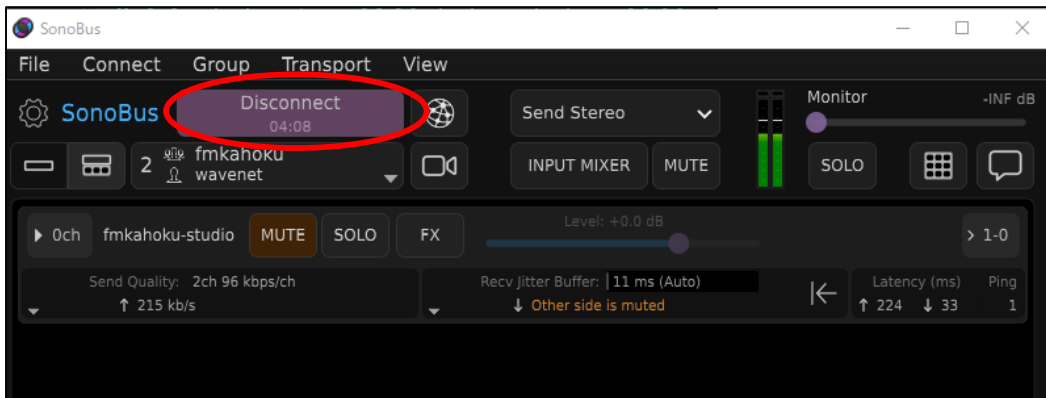 SonoBus
File Connect Group Transport View
SonoBus
Disconnect
04:08
Send Stereo
Monitor
-INF dB
2
fmkahoku
wavenet
INPUT MIXER
MUTE
SOLO
0ch
fmkahoku-studio
MUTE
SOLO
FX
Level: +0.0 dB
> 1-0
Send Quality: 2ch 96 kbps/ch
↑ 215 kb/s
Recv Jitter Buffer: 11 ms (Auto)
↓ Other side is muted
Latency (ms)
↑ 224 ↓ 33
Ping
1